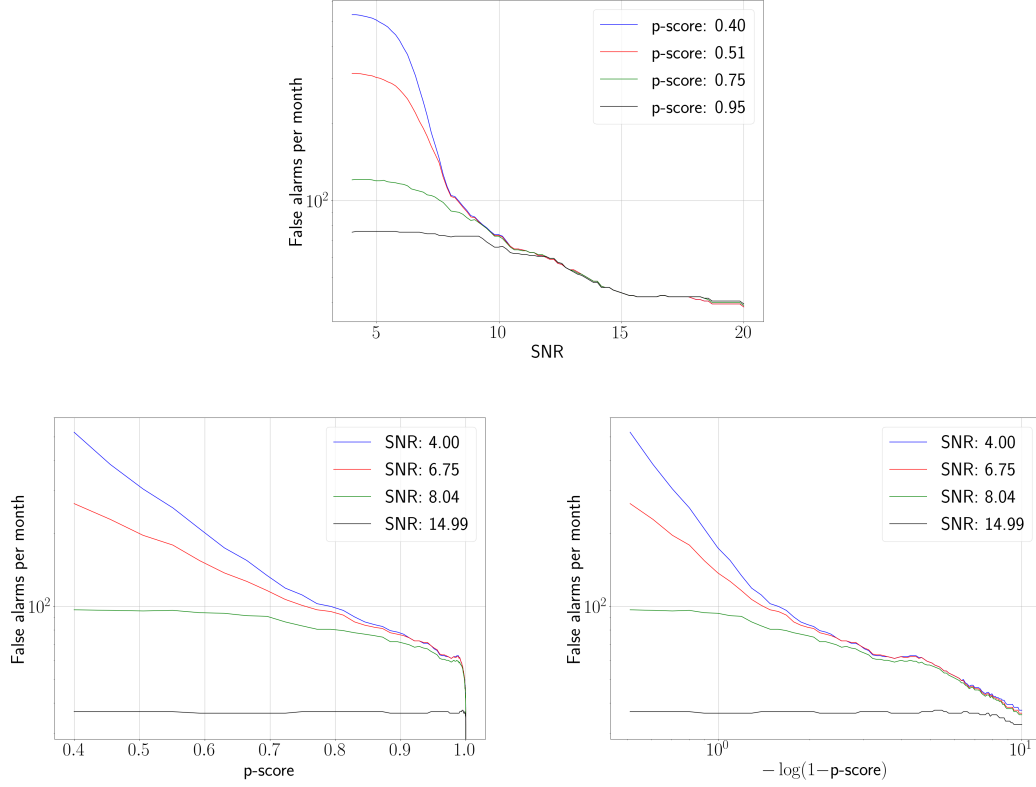 False alarms per month
10^2
p-score: 0.40
p-score: 0.51
p-score: 0.75
p-score: 0.95
5 10 15 20
SNR
False alarms per month
10^2
SNR: 4.00
SNR: 6.75
SNR: 8.04
SNR: 14.99
0.4 0.5 0.6 0.7 0.8 0.9 1.0
p-score
False alarms per month
10^2
SNR: 4.00
SNR: 6.75
SNR: 8.04
SNR: 14.99
10^0 10^1
−log(1−p-score)